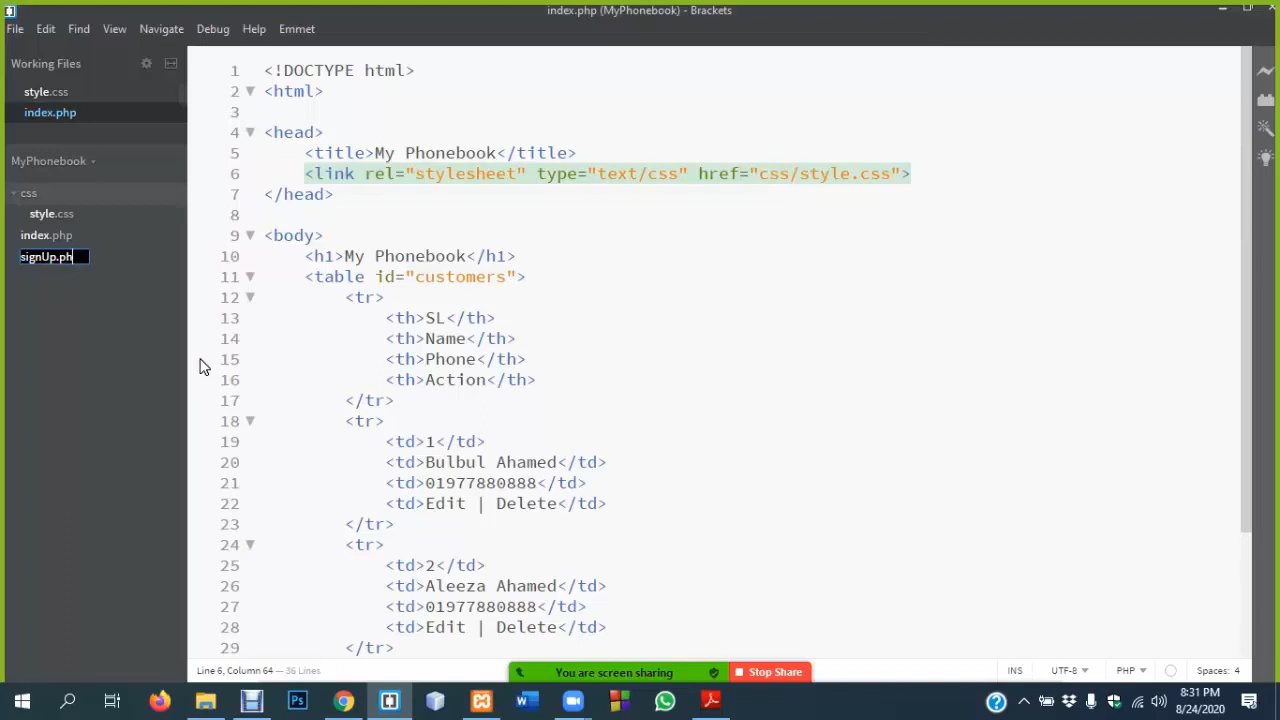 index.php (MyPhonebook) - Brackets
File Edit Find View Navigate Debug Help Emmet
Working Files
style.css
index.php
MyPhonebook
css
style.css
index.php
signUp.ph
1 <!DOCTYPE html>
2 <html>
3
4 <head>
5 <title>My Phonebook</title>
6 <link rel="stylesheet" type="text/css" href="css/style.css">
7 </head>
8
9 <body>
10 <h1>My Phonebook</h1>
11 <table id="customers">
12 <tr>
13 <th>SL</th>
14 <th>Name</th>
15 <th>Phone</th>
16 <th>Action</th>
17 </tr>
18 <tr>
19 <td>1</td>
20 <td>Bulbul Ahamed</td>
21 <td>01977880888</td>
22 <td>Edit | Delete</td>
23 </tr>
24 <tr>
25 <td>2</td>
26 <td>Aleeza Ahamed</td>
27 <td>01977880888</td>
28 <td>Edit | Delete</td>
29 </tr>
Line 6, Column 64 — 36 Lines
You are screen sharing
Stop Share
INS UTF-8 PHP Spaces: 4
Ps
W
8:31 PM
8/24/2020